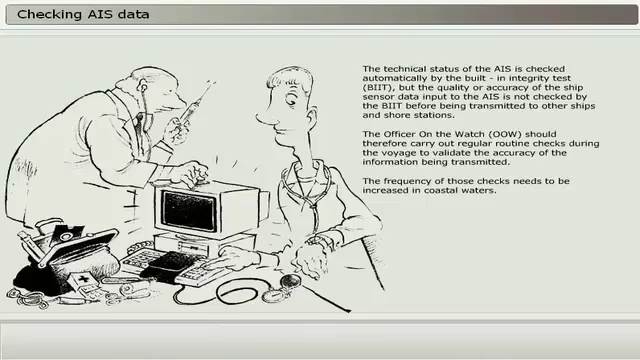 Checking AIS data
The technical status of the AIS is checked
automatically by the built - in integrity test
(BIIT), but the quality or accuracy of the ship
sensor data input to the AIS is not checked by
the BIIT before being transmitted to other ships
and shore stations.
The Officer On the Watch (OOW) should
therefore carry out regular routine checks during
the voyage to validate the accuracy of the
information being transmitted.
The frequency of those checks needs to be
increased in coastal waters.